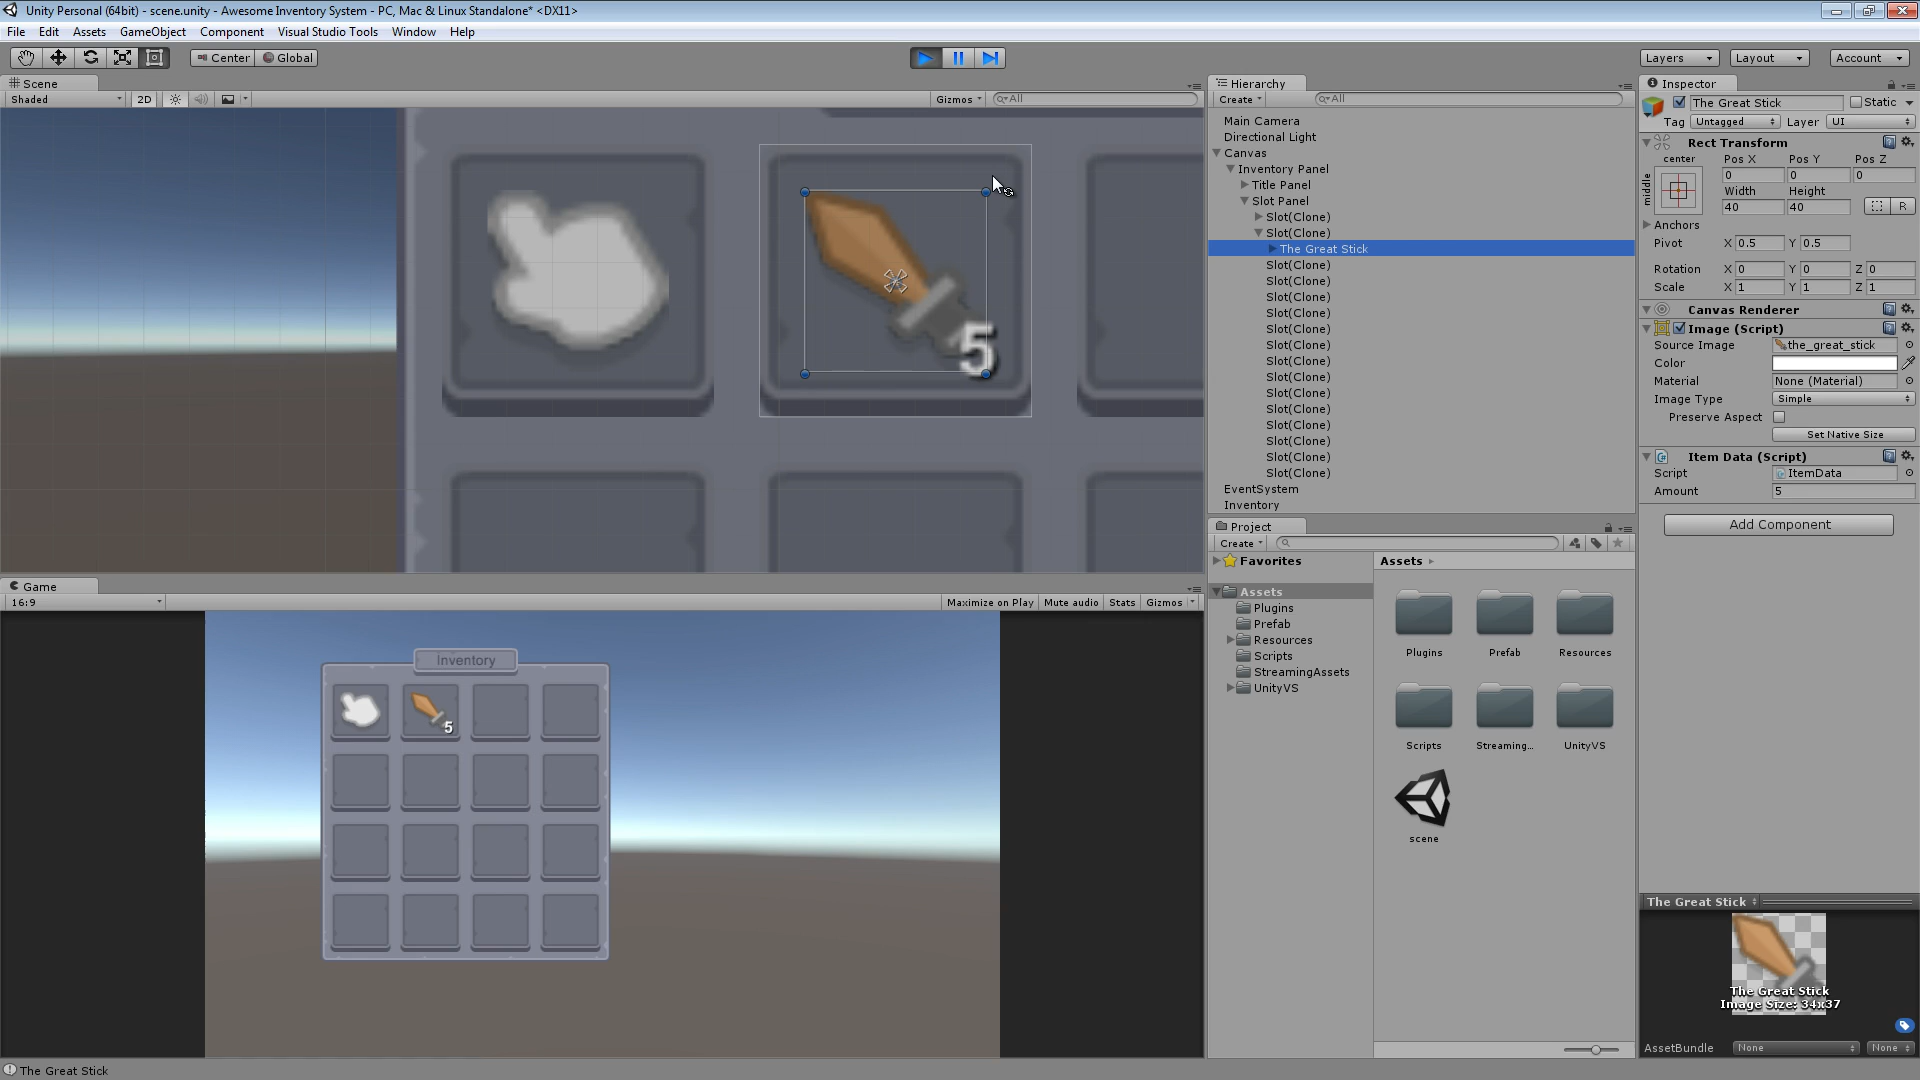 Unity Personal (64bit) - scene.unity - Awesome Inventory System - PC, Mac & Linux Standalone* <DX11>
File Edit Assets GameObject Component Visual Studio Tools Window Help
Center Global Layers Layout Account
Scene
Shaded 2D Gizmos All
5
Game
16:9 Maximize on Play Mute audio Stats Gizmos
Inventory
5
Hierarchy
Create All
Main Camera
Directional Light
Canvas
Inventory Panel
Title Panel
Slot Panel
Slot(Clone)
Slot(Clone)
The Great Stick
Slot(Clone)
Slot(Clone)
Slot(Clone)
Slot(Clone)
Slot(Clone)
Slot(Clone)
Slot(Clone)
Slot(Clone)
Slot(Clone)
Slot(Clone)
Slot(Clone)
Slot(Clone)
Slot(Clone)
Slot(Clone)
EventSystem
Inventory
Project
Create
Favorites
Assets
Plugins
Prefab
Resources
Scripts
StreamingAssets
UnityVS
Assets
Plugins Prefab Resources
Scripts Streaming... UnityVS
scene
Inspector
The Great Stick Static
Tag Untagged Layer UI
Rect Transform
center Pos X Pos Y Pos Z
middle 0 0 0
Width Height
40 40 R
Anchors
Pivot X 0.5 Y 0.5
Rotation X 0 Y 0 Z 0
Scale X 1 Y 1 Z 1
Canvas Renderer
Image (Script)
Source Image the_great_stick
Color
Material None (Material)
Image Type Simple
Preserve Aspect
Set Native Size
Item Data (Script)
Script ItemData
Amount 5
Add Component
The Great Stick
The Great Stick
Image Size: 34x37
AssetBundle None None
The Great Stick